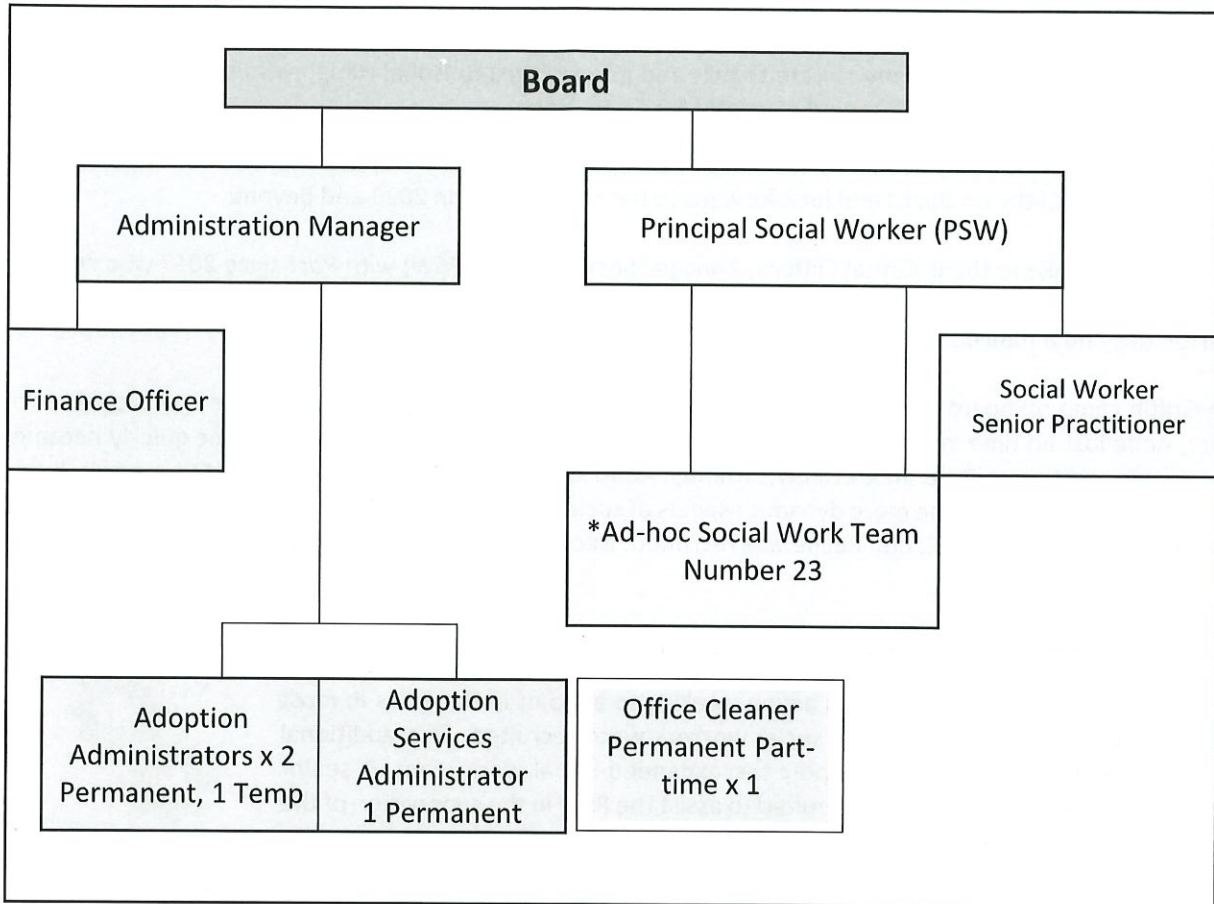 Board
Administration Manager
Principal Social Worker (PSW)
Finance Officer
Social Worker
Senior Practitioner
*Ad-hoc Social Work Team
Number 23
Adoption
Administrators x 2
Permanent, 1 Temp
Adoption
Services
Administrator
1 Permanent
Office Cleaner
Permanent Part-
time x 1